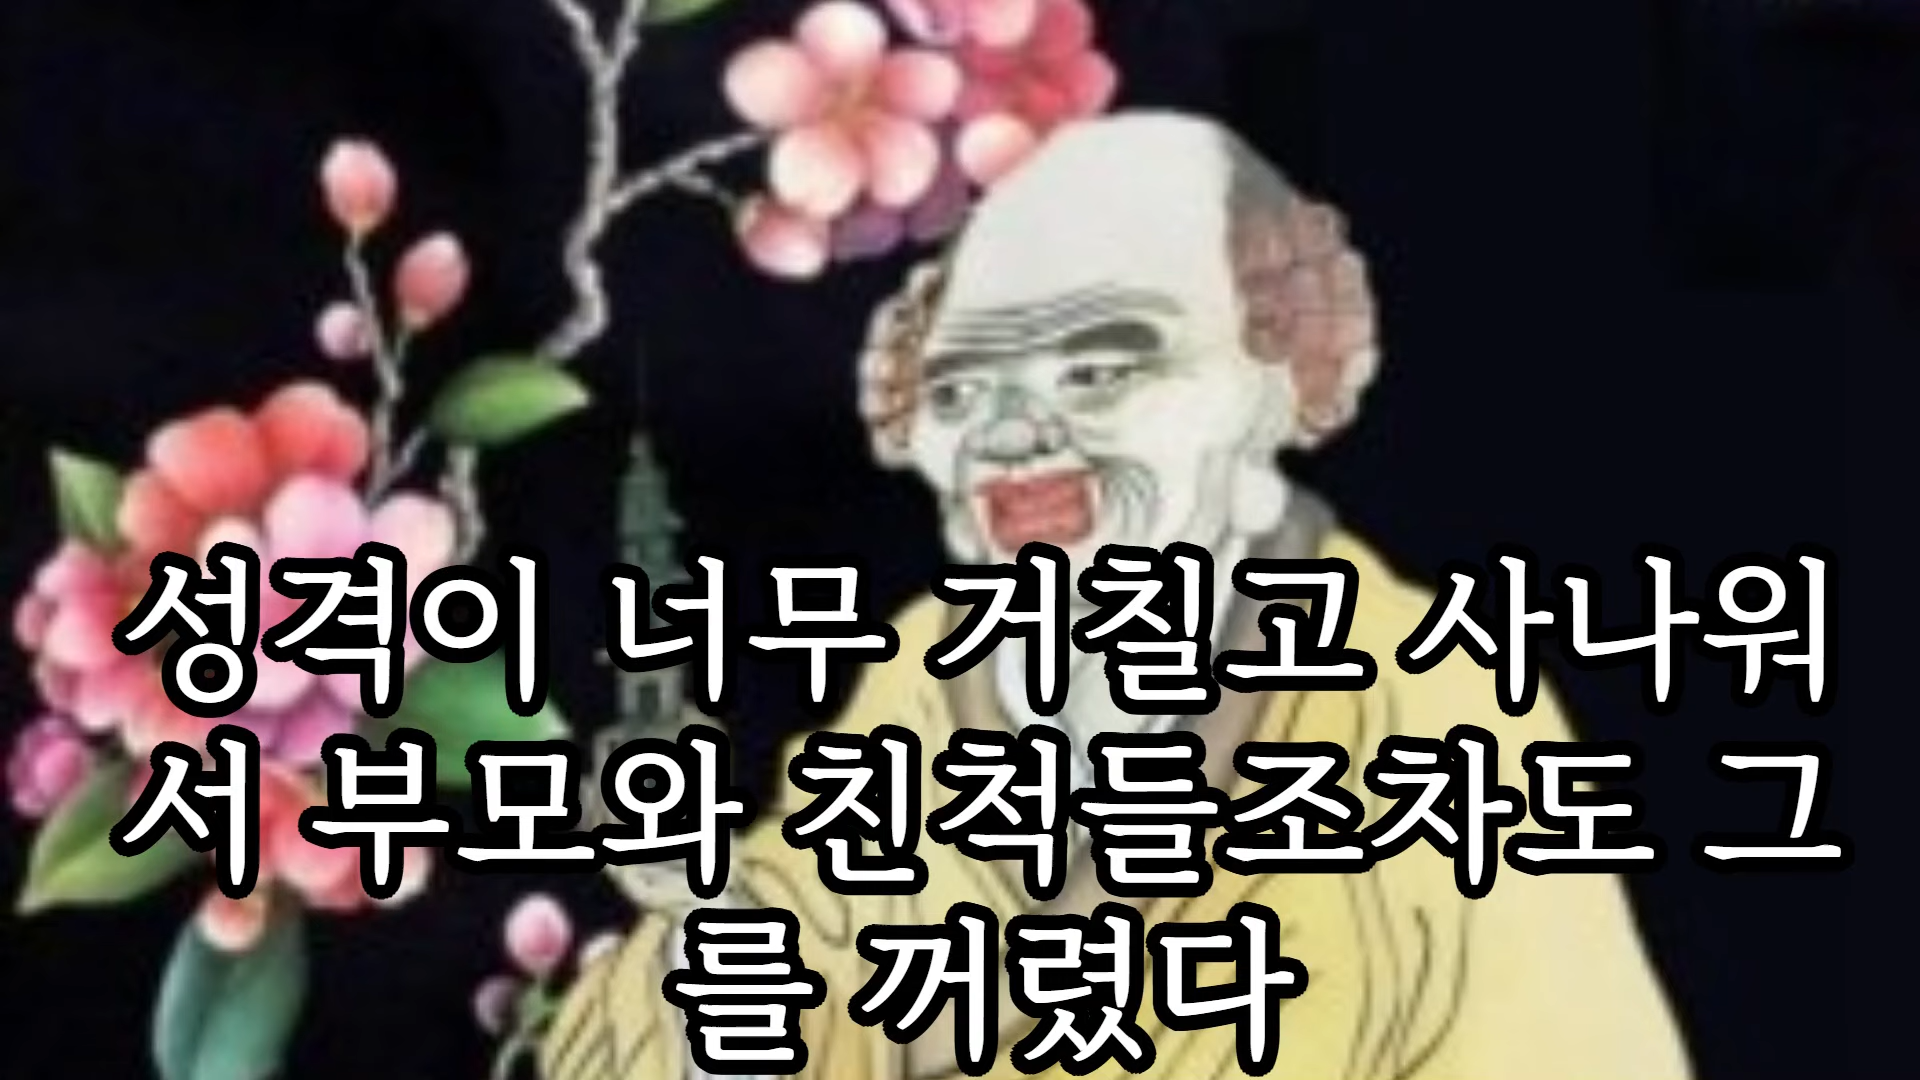 성격이 너무 거칠고 사나워
서 부모와 친척들조차도 그
를 꺼렸다